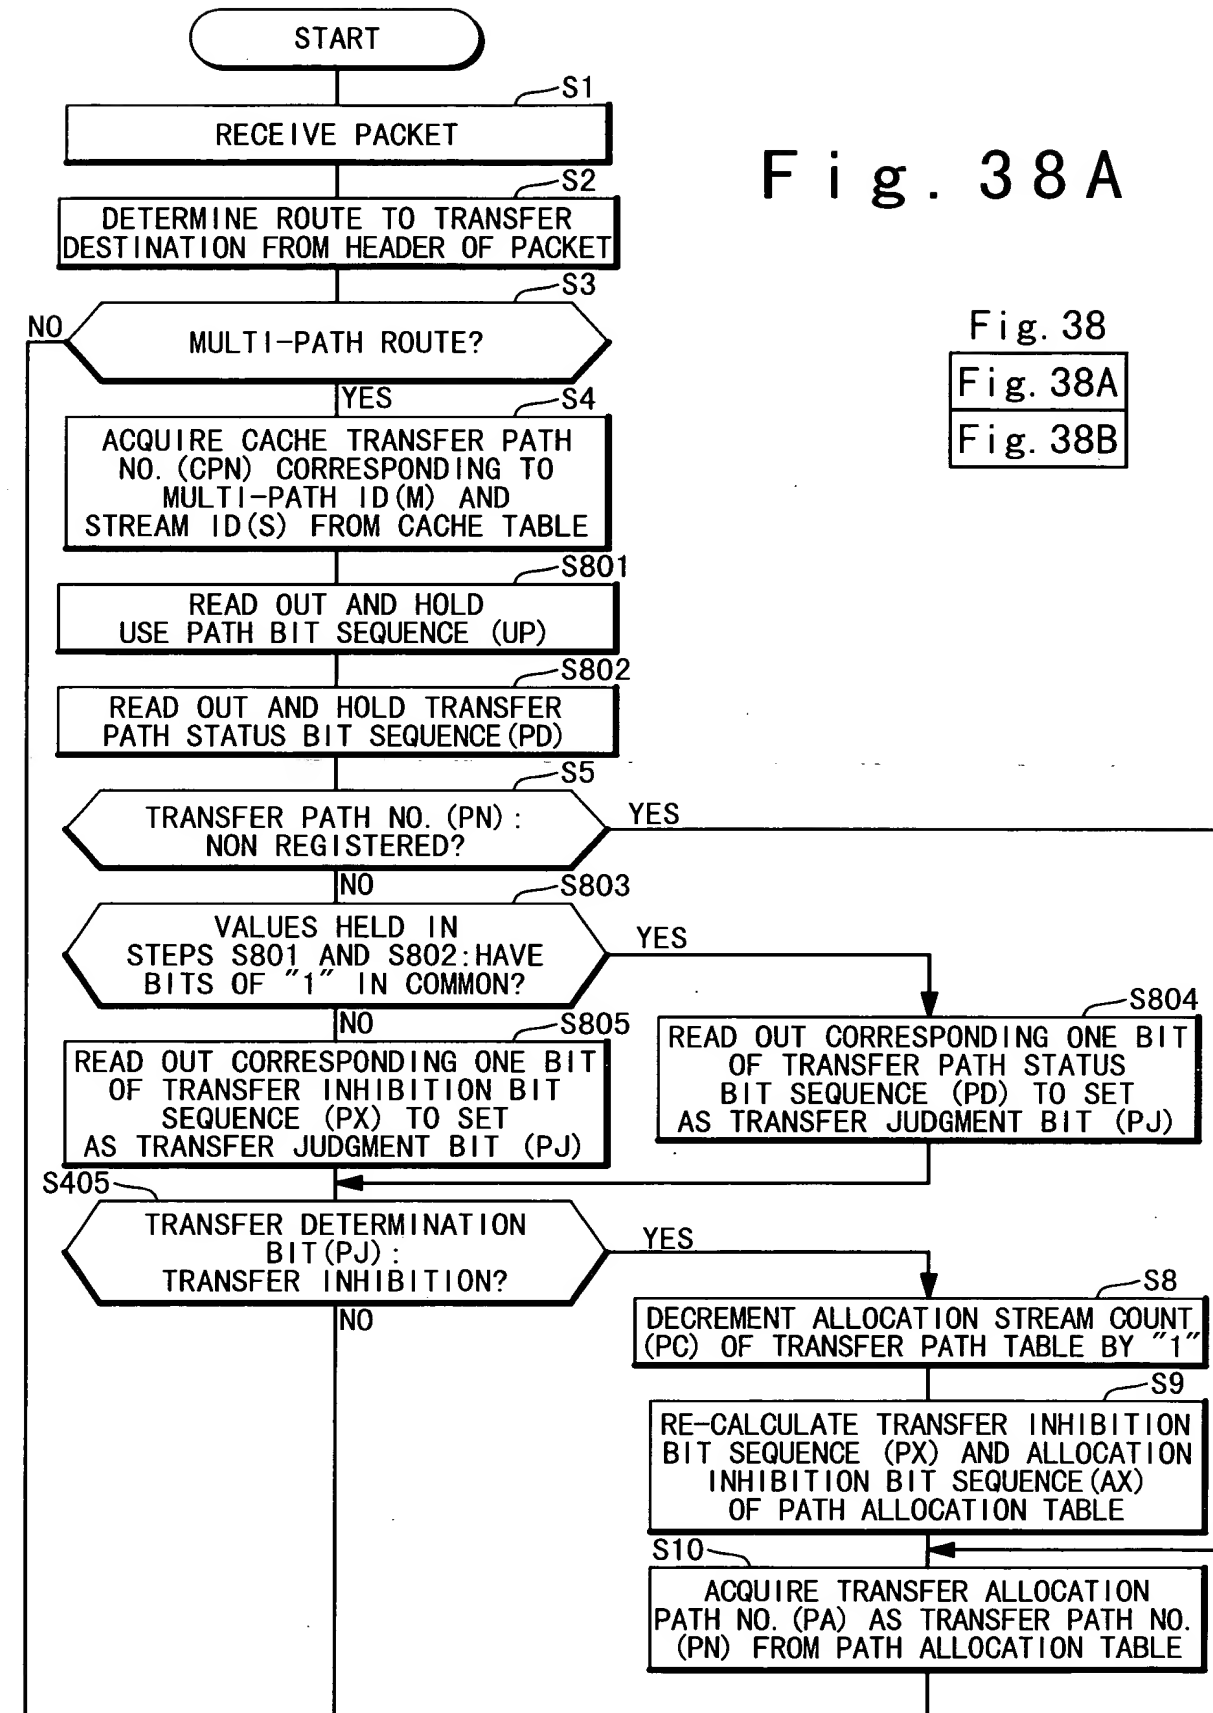 START
S1
RECEIVE PACKET
Fig. 38A
S2
DETERMINE ROUTE TO TRANSFER
DESTINATION FROM HEADER OF PACKET
S3
NO
MULTI-PATH ROUTE?
Fig. 38
Fig. 38A
Fig. 38B
YES
S4
ACQUIRE CACHE TRANSFER PATH
NO. (CPN) CORRESPONDING TO
MULTI-PATH ID(M) AND
STREAM ID(S) FROM CACHE TABLE
S801
READ OUT AND HOLD
USE PATH BIT SEQUENCE (UP)
S802
READ OUT AND HOLD TRANSFER
PATH STATUS BIT SEQUENCE(PD)
S5
TRANSFER PATH NO. (PN):
NON REGISTERED?
YES
NO
S803
VALUES HELD IN
STEPS S801 AND S802:HAVE
BITS OF "1" IN COMMON?
YES
NO
S805
READ OUT CORRESPONDING ONE BIT
OF TRANSFER INHIBITION BIT
SEQUENCE (PX) TO SET
AS TRANSFER JUDGMENT BIT (PJ)
S804
READ OUT CORRESPONDING ONE BIT
OF TRANSFER PATH STATUS
BIT SEQUENCE (PD) TO SET
AS TRANSFER JUDGMENT BIT (PJ)
S405
TRANSFER DETERMINATION
BIT(PJ):
TRANSFER INHIBITION?
YES
NO
S8
DECREMENT ALLOCATION STREAM COUNT
(PC) OF TRANSFER PATH TABLE BY "1"
S9
RE-CALCULATE TRANSFER INHIBITION
BIT SEQUENCE (PX) AND ALLOCATION
INHIBITION BIT SEQUENCE(AX)
OF PATH ALLOCATION TABLE
S10
ACQUIRE TRANSFER ALLOCATION
PATH NO. (PA) AS TRANSFER PATH NO.
(PN) FROM PATH ALLOCATION TABLE